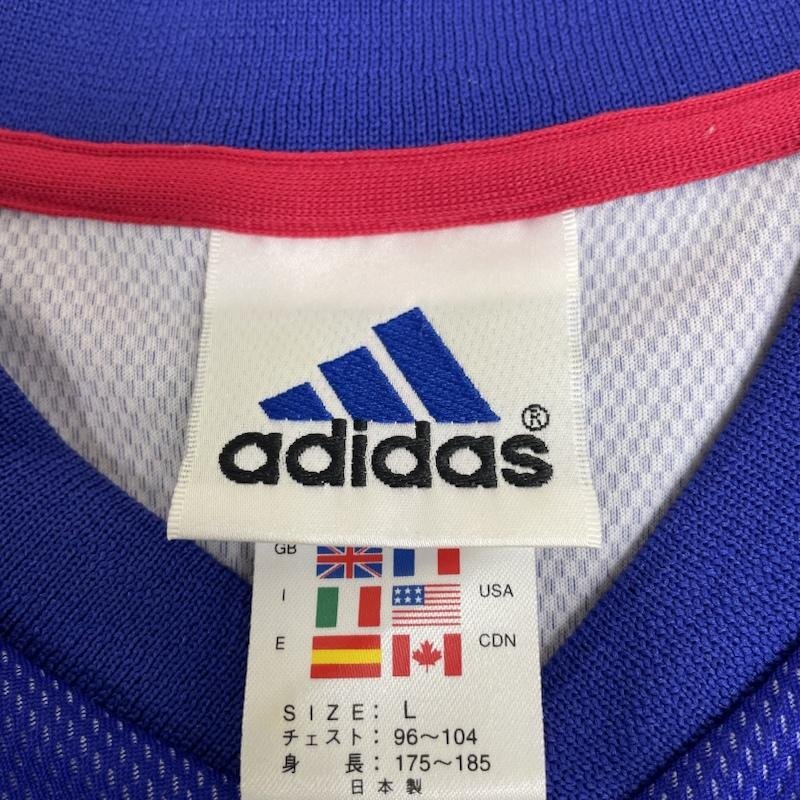 adidas®
GB
I USA
E CDN
SIZE: L
チェスト: 96～104
身 長: 175～185
日本製